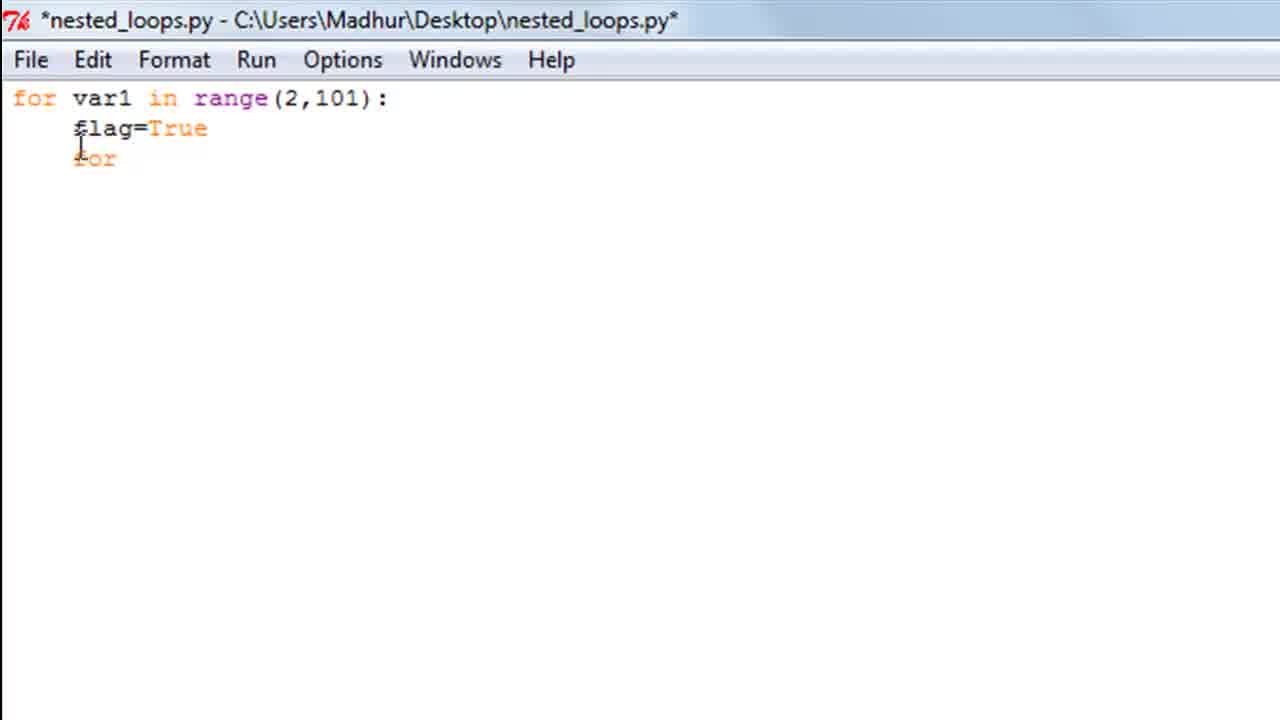 *nested_loops.py - C:\Users\Madhur\Desktop\nested_loops.py*
File Edit Format Run Options Windows Help
for var1 in range(2,101):
flag=True
for